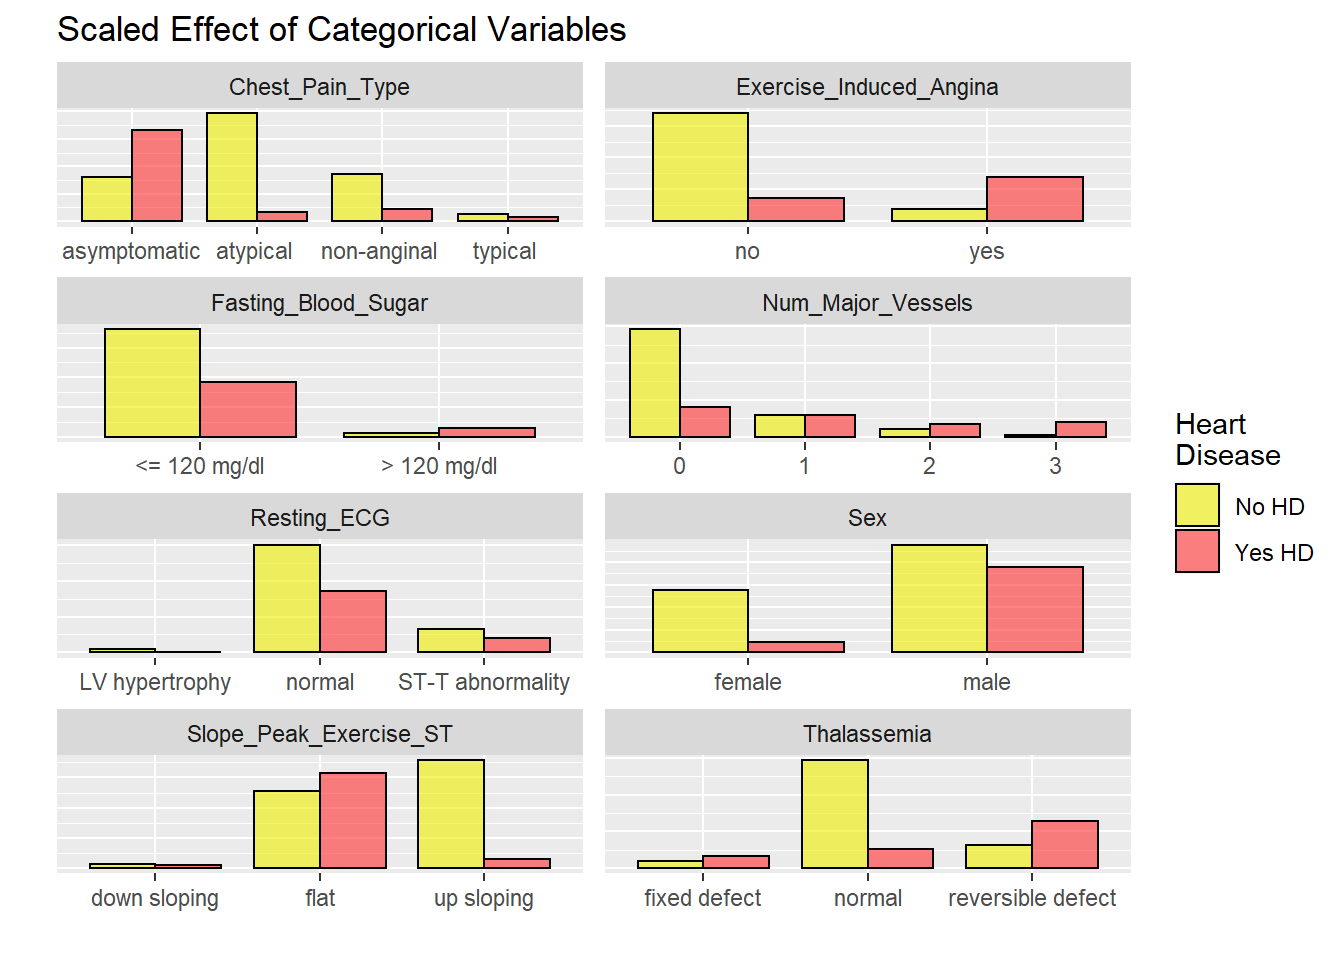 Scaled Effect of Categorical Variables
Chest_Pain_Type
asymptomatic atypical non-anginal typical
Exercise_Induced_Angina
no yes
Fasting_Blood_Sugar
<= 120 mg/dl > 120 mg/dl
Num_Major_Vessels
0 1 2 3
Resting_ECG
LV hypertrophy normal ST-T abnormality
Sex
female male
Slope_Peak_Exercise_ST
down sloping flat up sloping
Thalassemia
fixed defect normal reversible defect
Heart
Disease
No HD
Yes HD